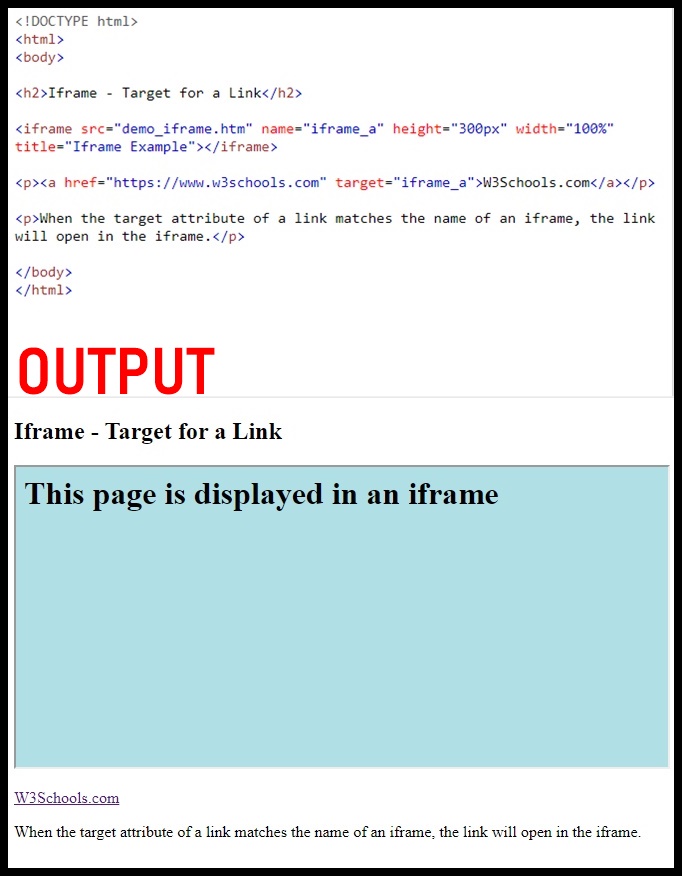 <!DOCTYPE html>
<html>
<body>
<h2>Iframe - Target for a Link</h2>
<iframe src="demo_iframe.htm" name="iframe_a" height="300px" width="100%"
title="Iframe Example"></iframe>
<p><a href="https://www.w3schools.com" target="iframe_a">W3Schools.com</a></p>
<p>When the target attribute of a link matches the name of an iframe, the link
will open in the iframe.</p>
</body>
</html>
OUTPUT
Iframe - Target for a Link
This page is displayed in an iframe
W3Schools.com
When the target attribute of a link matches the name of an iframe, the link will open in the iframe.